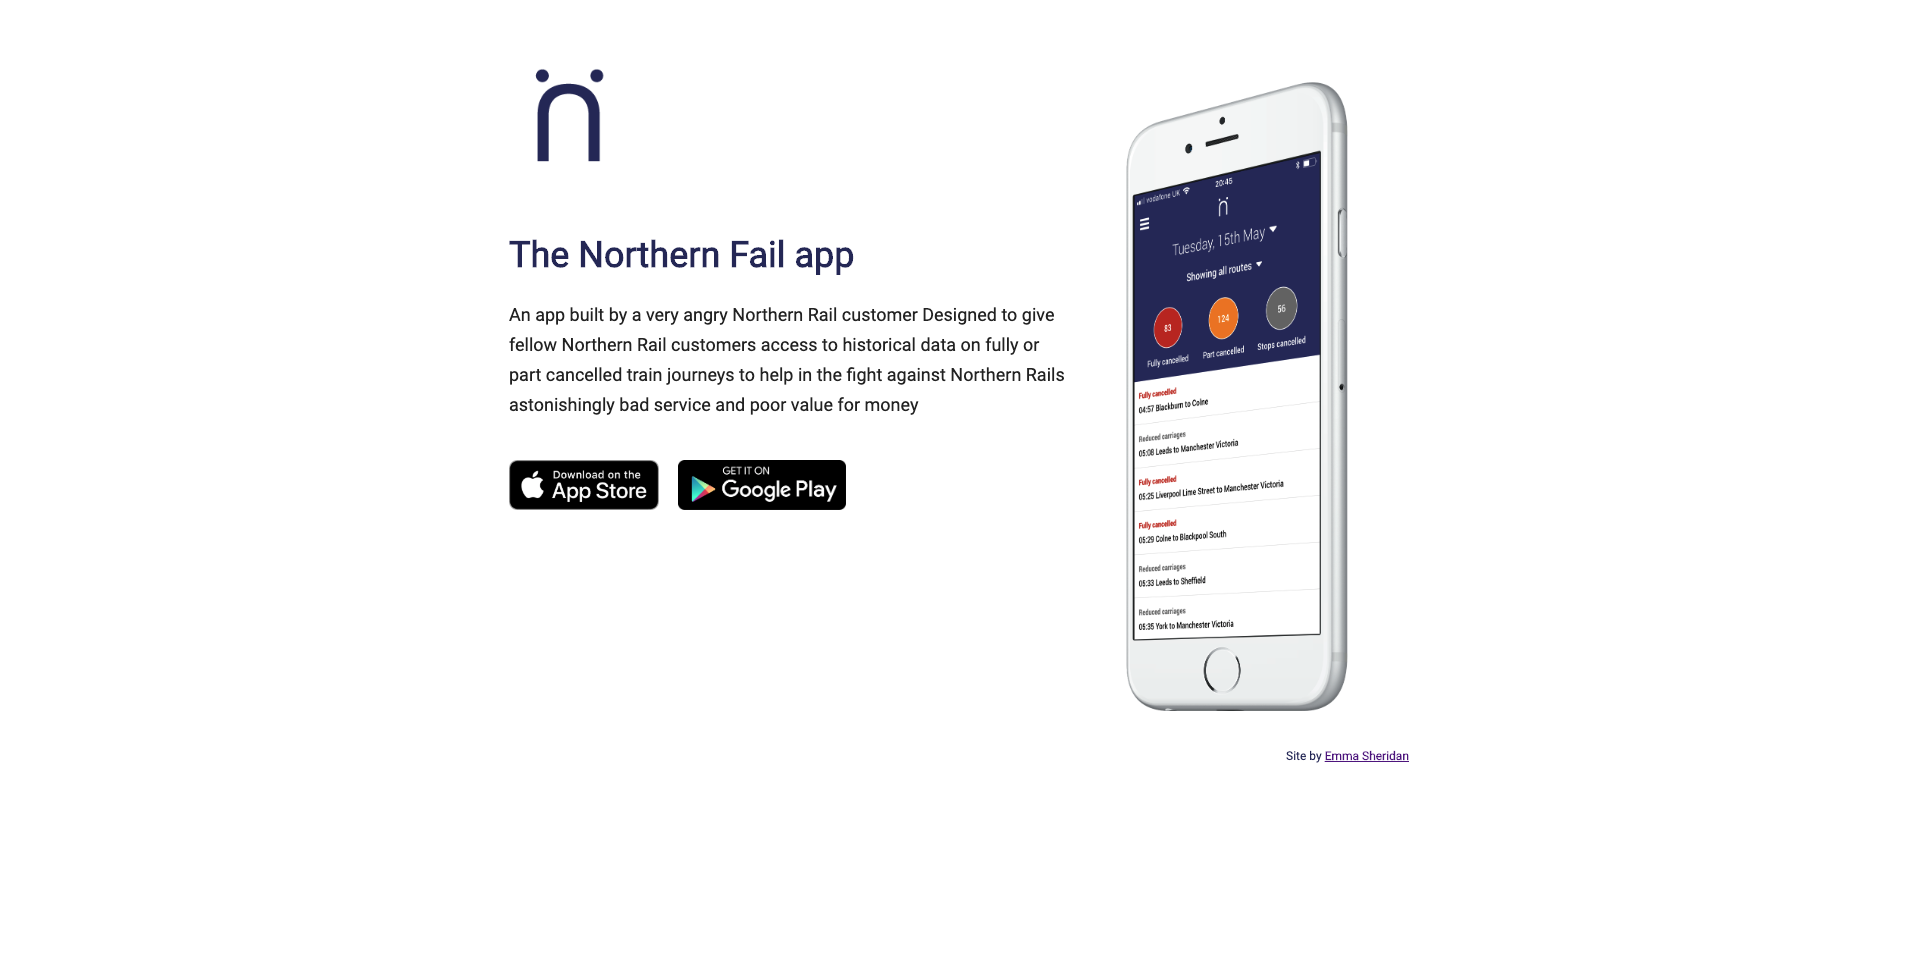 The Northern Fail app
An app built by a very angry Northern Rail customer Designed to give
fellow Northern Rail customers access to historical data on fully or
part cancelled train journeys to help in the fight against Northern Rails
astonishingly bad service and poor value for money
Download on the
App Store
GET IT ON
Google Play
vodafone UK
20:45
n
Tuesday, 15th May
Showing all routes
83
124
56
Fully cancelled
Part cancelled
Stops cancelled
Fully cancelled
04:57 Blackburn to Colne
Reduced carriages
05:08 Leeds to Manchester Victoria
Fully cancelled
05:25 Liverpool Lime Street to Manchester Victoria
Fully cancelled
05:29 Colne to Blackpool South
Reduced carriages
05:33 Leeds to Sheffield
Reduced carriages
05:35 York to Manchester Victoria
Site by Emma Sheridan